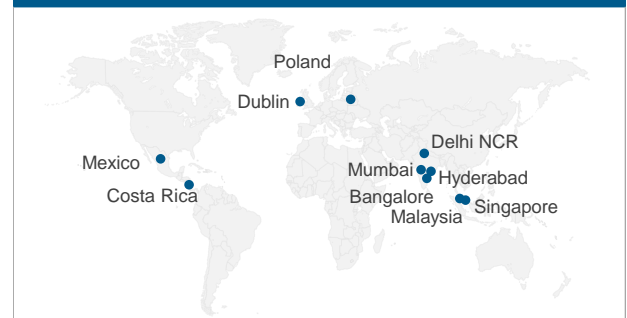 Poland
Dublin
Delhi NCR
Mexico
Mumbai
Hyderabad
Costa Rica
Bangalore
Malaysia
Singapore